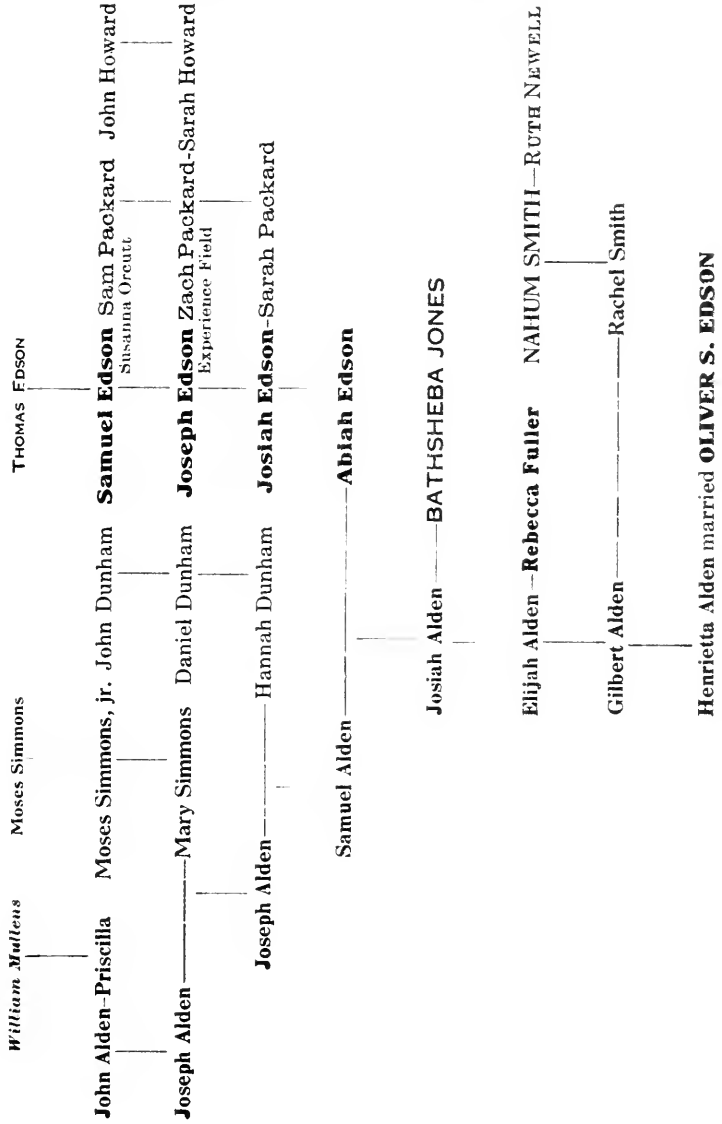 William Mullens Moses Simmons THOMAS EDSON
John Alden-Priscilla Moses Simmons, jr. John Dunham Samuel Edson Sam Packard John Howard
Susanna Orcutt
Joseph Alden Mary Simmons Daniel Dunham Joseph Edson Zach Packard-Sarah Howard
Experience Field
Joseph Alden Hannah Dunham Josiah Edson-Sarah Packard
Samuel Alden Abiah Edson
Josiah Alden BATHSHEBA JONES
Elijah Alden-Rebecca Fuller NAHUM SMITH-RUTH NEWELL
Gilbert Alden Rachel Smith
Henrietta Alden married OLIVER S. EDSON